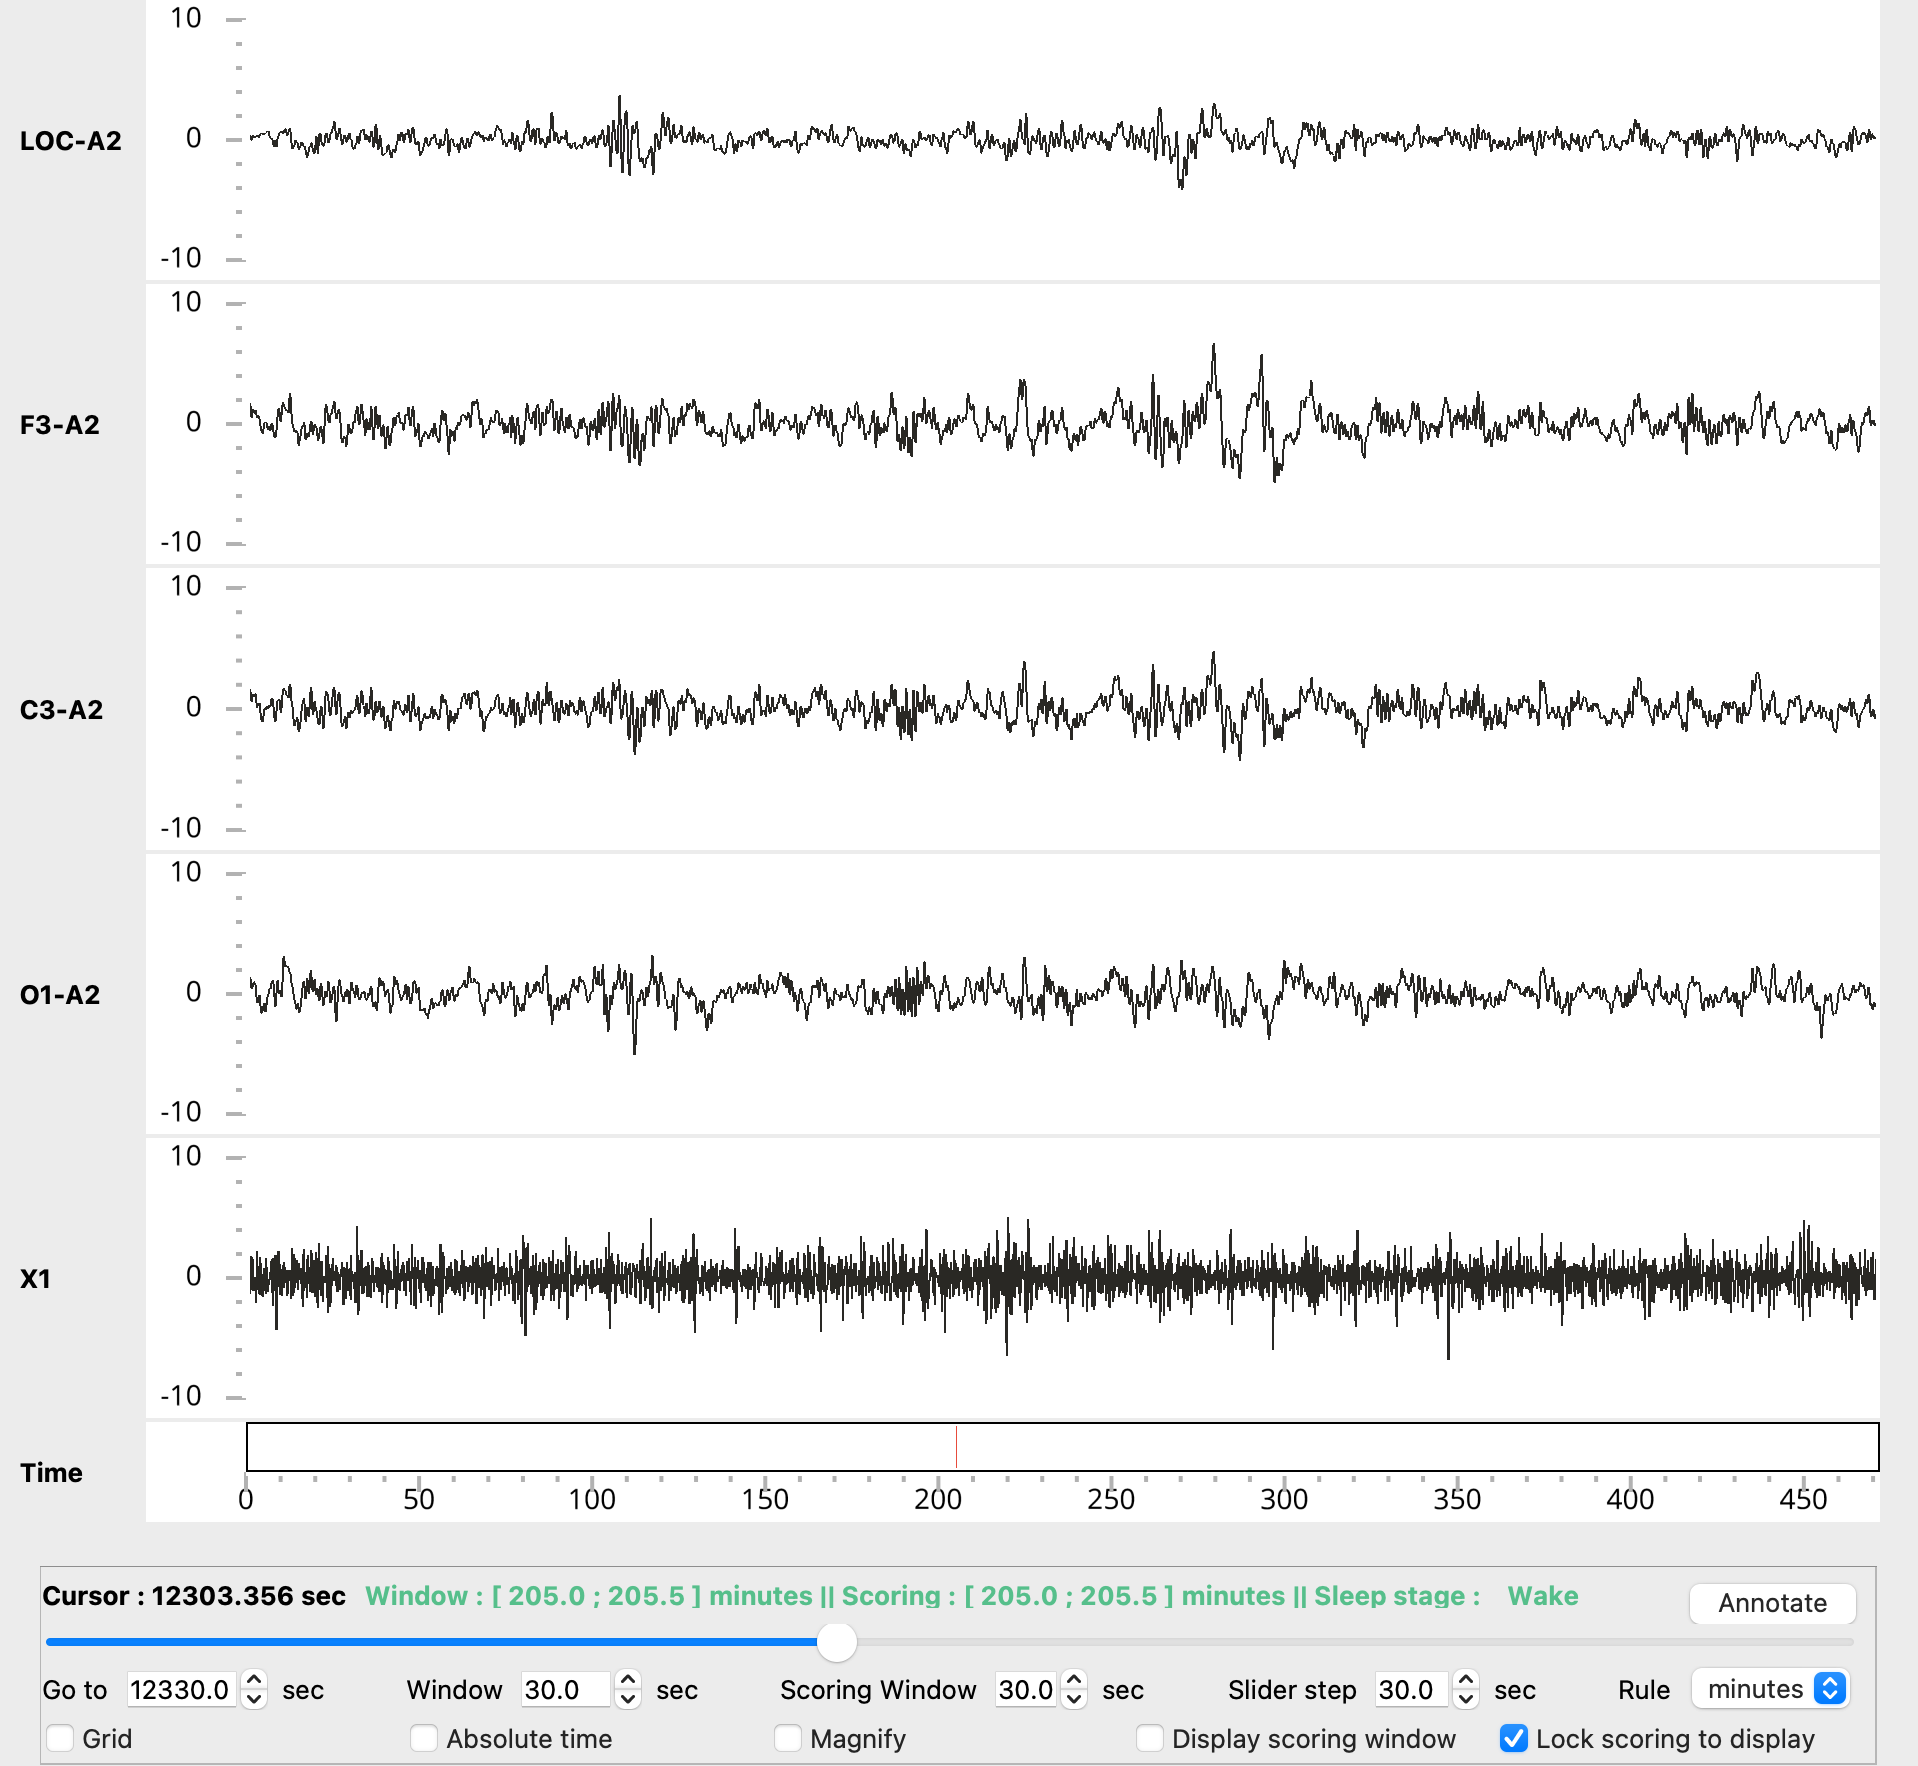 10
LOC-A2 0
-10
10
F3-A2 0
-10
10
C3-A2 0
-10
10
O1-A2 0
-10
10
X1 0
-10
Time
0 50 100 150 200 250 300 350 400 450
Cursor : 12303.356 sec Window : [ 205.0 ; 205.5 ] minutes || Scoring : [ 205.0 ; 205.5 ] minutes || Sleep stage : Wake Annotate
Go to 12330.0 sec Window 30.0 sec Scoring Window 30.0 sec Slider step 30.0 sec Rule minutes
Grid Absolute time Magnify Display scoring window Lock scoring to display